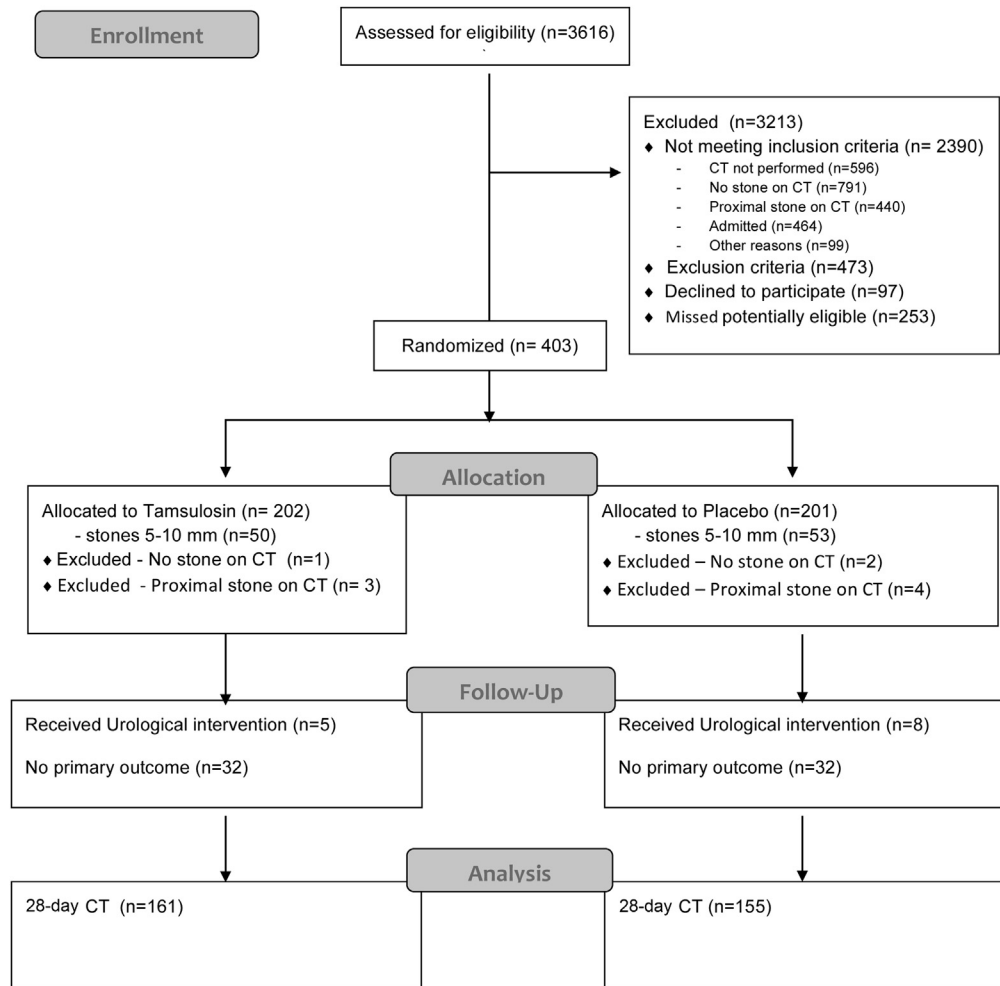 Enrollment
Assessed for eligibility (n=3616)
Excluded (n=3213)
♦ Not meeting inclusion criteria (n= 2390)
- CT not performed (n=596)
- No stone on CT (n=791)
- Proximal stone on CT (n=440)
- Admitted (n=464)
- Other reasons (n=99)
♦ Exclusion criteria (n=473)
♦ Declined to participate (n=97)
♦ Missed potentially eligible (n=253)
Randomized (n= 403)
Allocation
Allocated to Tamsulosin (n= 202)
- stones 5-10 mm (n=50)
♦ Excluded - No stone on CT (n=1)
♦ Excluded - Proximal stone on CT (n= 3)
Allocated to Placebo (n=201)
- stones 5-10 mm (n=53)
♦ Excluded – No stone on CT (n=2)
♦ Excluded – Proximal stone on CT (n=4)
Follow-Up
Received Urological intervention (n=5)
No primary outcome (n=32)
Received Urological intervention (n=8)
No primary outcome (n=32)
Analysis
28-day CT (n=161)
28-day CT (n=155)